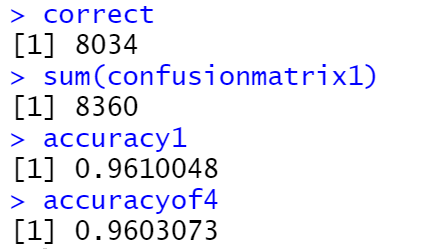 > correct
[1] 8034
> sum(confusionmatrix1)
[1] 8360
> accuracy1
[1] 0.9610048
> accuracyof4
[1] 0.9603073